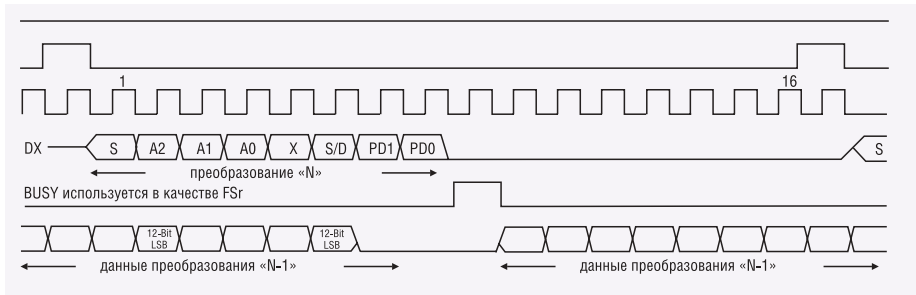 1 16
DX S A2 A1 A0 X S/D PD1 PD0 S
преобразование «N»
BUSY используется в качестве FSr
12-Bit LSB 12-Bit LSB
данные преобразования «N-1» данные преобразования «N-1»